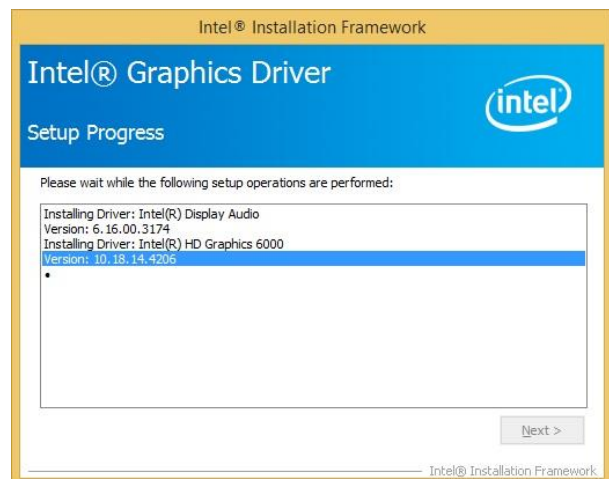 Intel® Installation Framework
Intel® Graphics Driver
intel
Setup Progress
Please wait while the following setup operations are performed:
Installing Driver: Intel(R) Display Audio
Version: 6.16.00.3174
Installing Driver: Intel(R) HD Graphics 6000
Version: 10.18.14.4206
Next >
Intel® Installation Framework